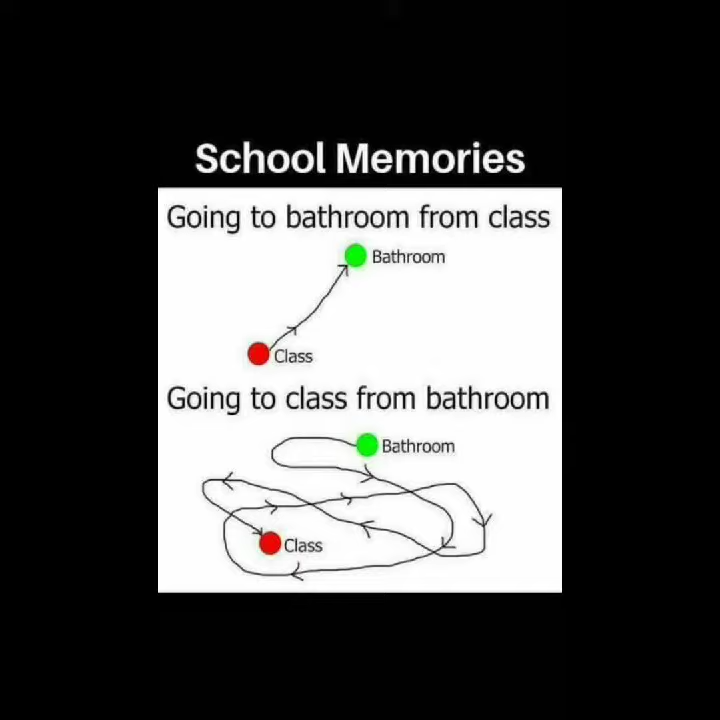 School Memories
Going to bathroom from class
Bathroom
Class
Going to class from bathroom
Bathroom
Class